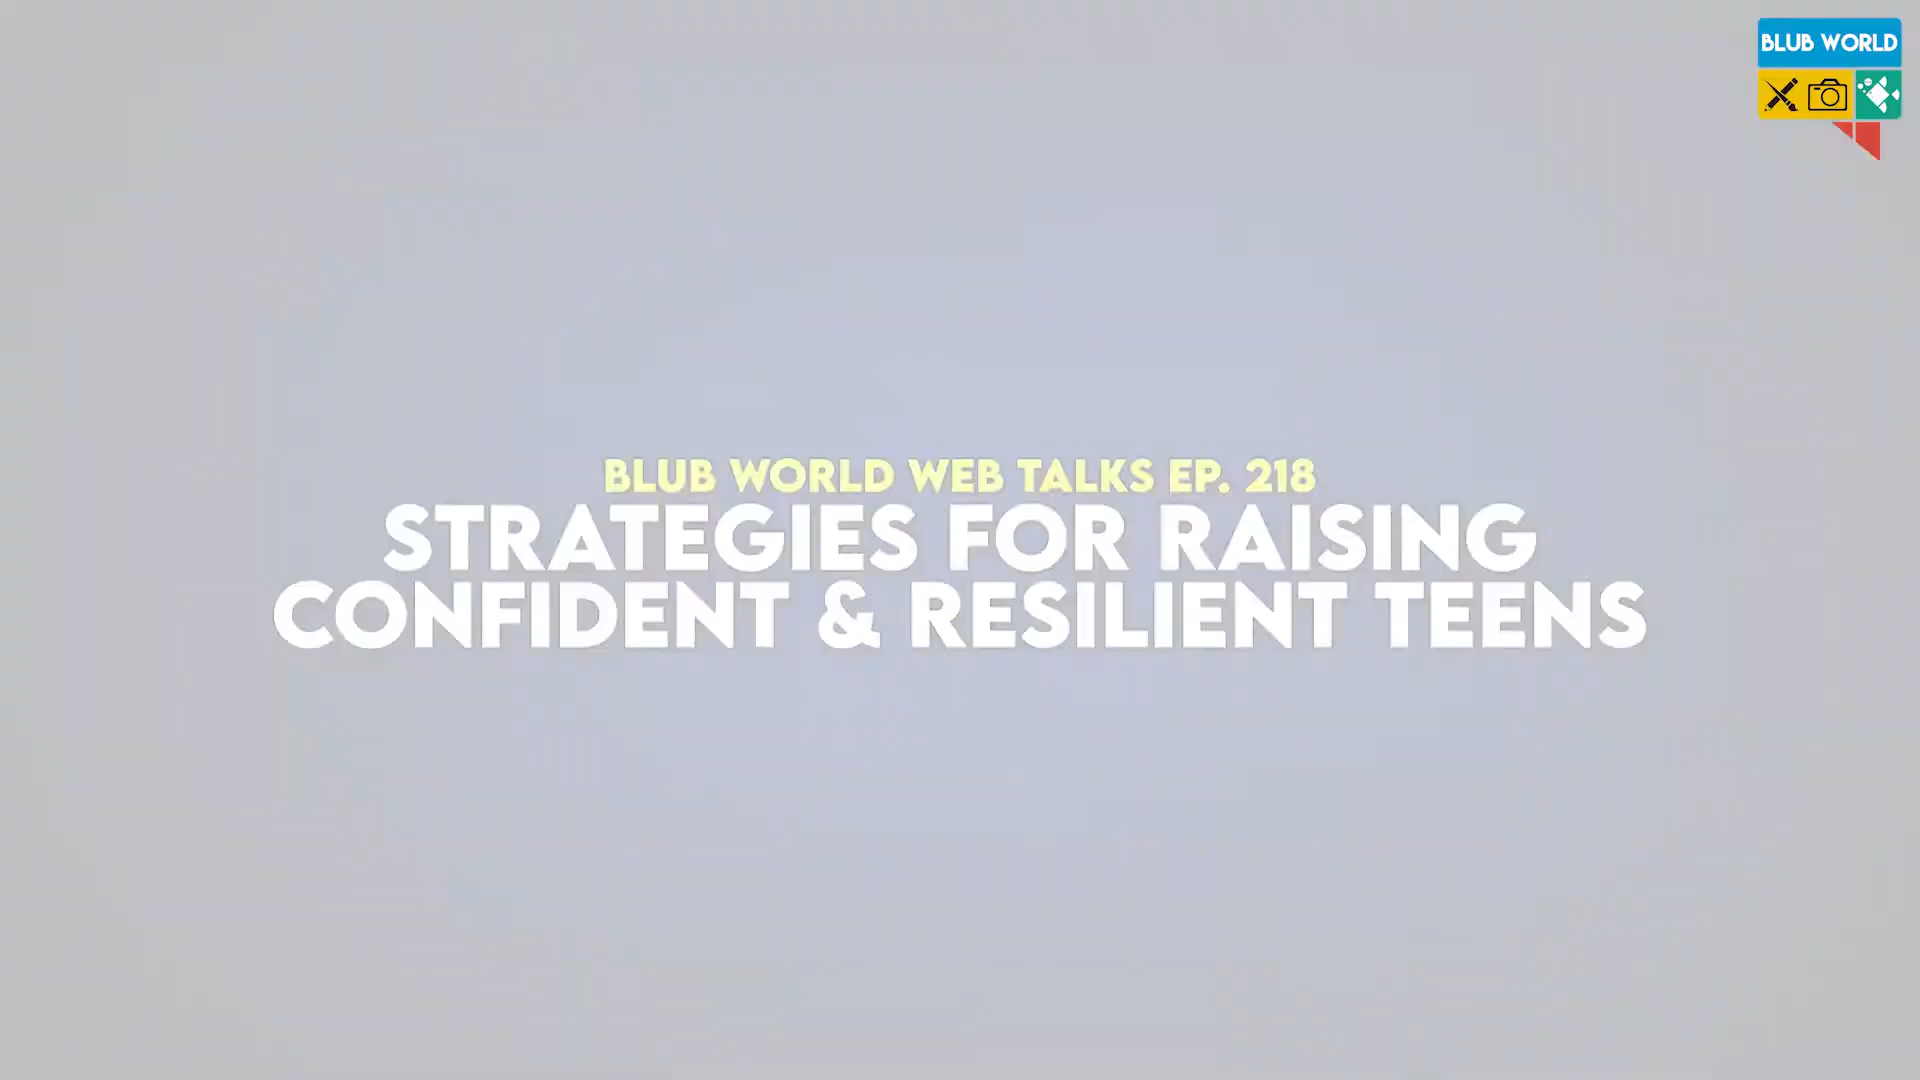 BLUB WORLD
BLUB WORLD WEB TALKS EP. 218
STRATEGIES FOR RAISING
CONFIDENT & RESILIENT TEENS